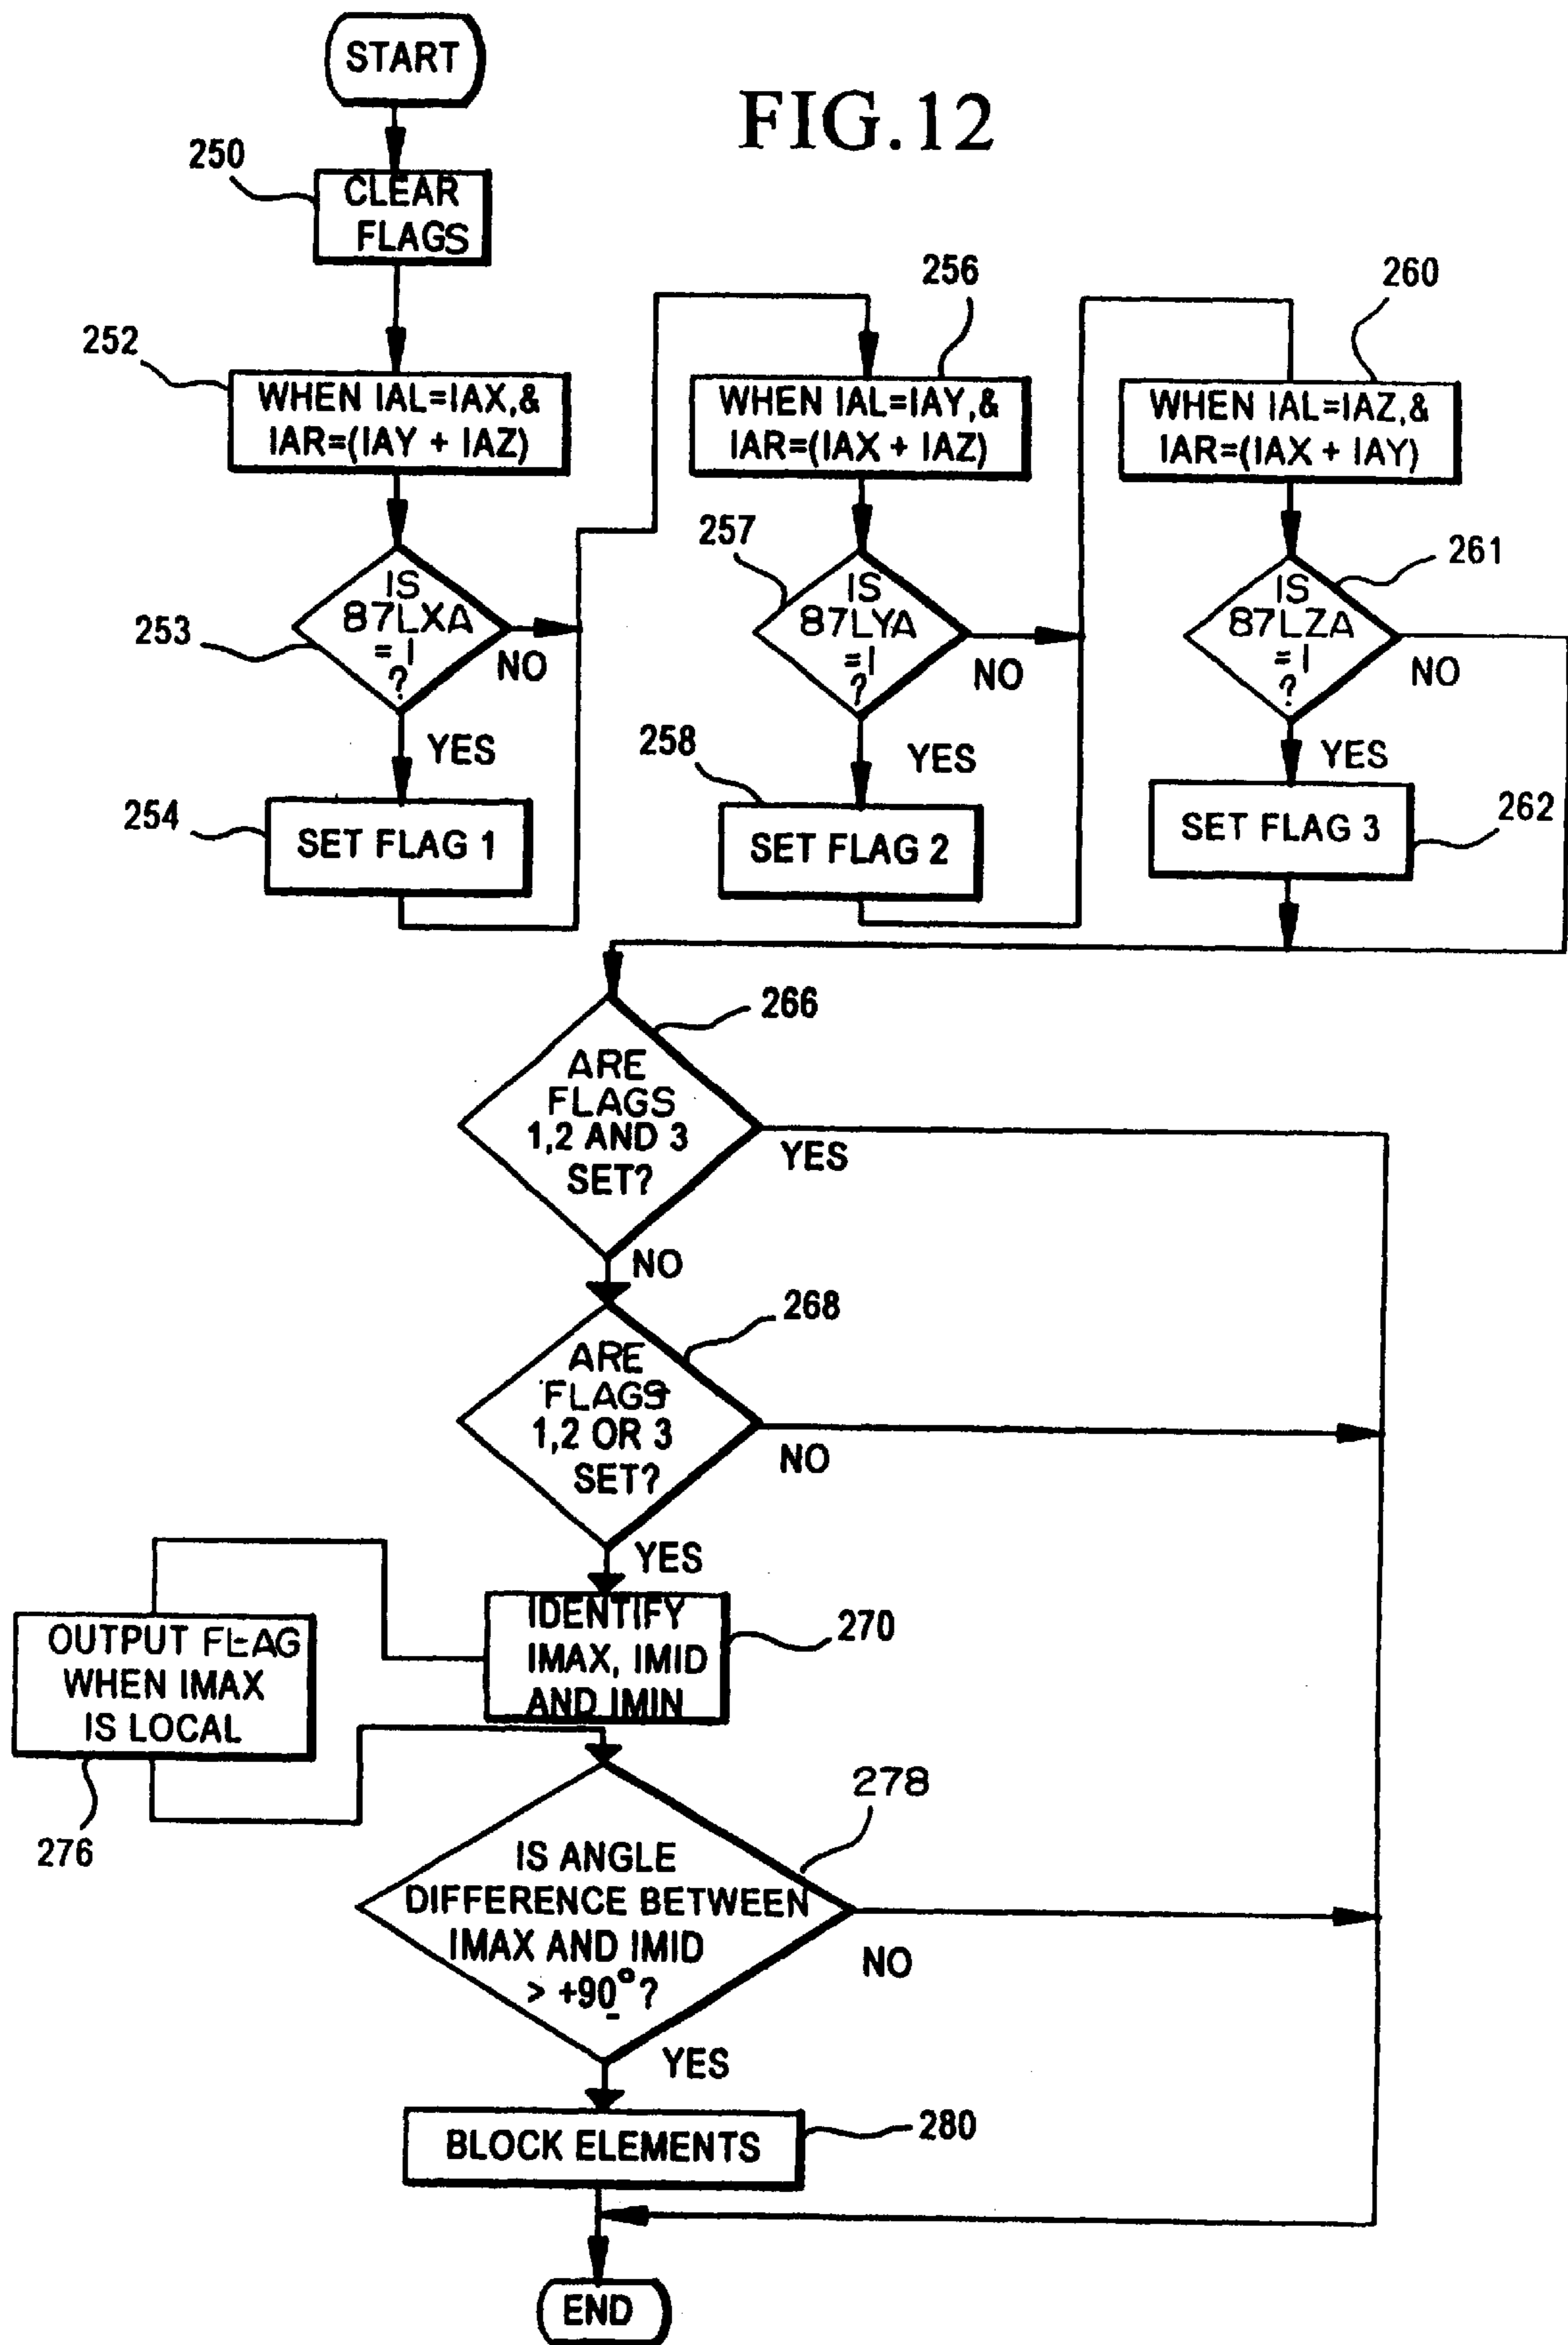 START
FIG.12
250
CLEAR
FLAGS
252
WHEN IAL=IAX,&
IAR=(IAY + IAZ)
253
IS
87LXA
= 1
?
NO
YES
254
SET FLAG 1
256
WHEN IAL=IAY,&
IAR=(IAX + IAZ)
257
IS
87LYA
=1
?
NO
YES
258
SET FLAG 2
260
WHEN IAL=IAZ,&
IAR=(IAX + IAY)
261
IS
87LZA
= 1
?
NO
YES
SET FLAG 3
262
266
ARE
FLAGS
1,2 AND 3
SET?
YES
NO
268
ARE
FLAGS
1,2 OR 3
SET?
NO
YES
IDENTIFY
IMAX, IMID
AND IMIN
270
OUTPUT FLAG
WHEN IMAX
IS LOCAL
276
278
IS ANGLE
DIFFERENCE BETWEEN
IMAX AND IMID
> +90°?
NO
YES
BLOCK ELEMENTS
280
END